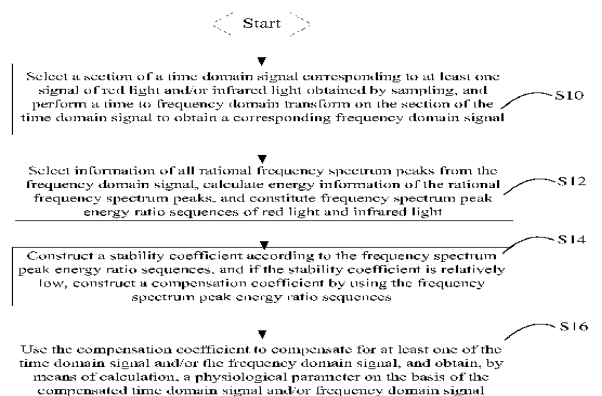 Start
Select a section of a time domain signal corresponding to at least one
signal of red light and/or infrared light obtained by sampling, and
perform a time to frequency domain transform on the section of the
time domain signal to obtain a corresponding frequency domain signal
S10
Select information of all rational frequency spectrum peaks from the
frequency domain signal, calculate energy information of the rational
frequency spectrum peaks, and constitute frequency spectrum peak
energy ratio sequences of red light and infrared light
S12
Construct a stability coefficient according to the frequency spectrum
peak energy ratio sequences, and if the stability coefficient is relatively
low, construct a compensation coefficient by using the frequency
spectrum peak energy ratio sequences
S14
Use the compensation coefficient to compensate for at least one of the
time domain signal and/or the frequency domain signal, and obtain, by
means of calculation, a physiological parameter on the basis of the
compensated time domain signal and/or frequency domain signal
S16